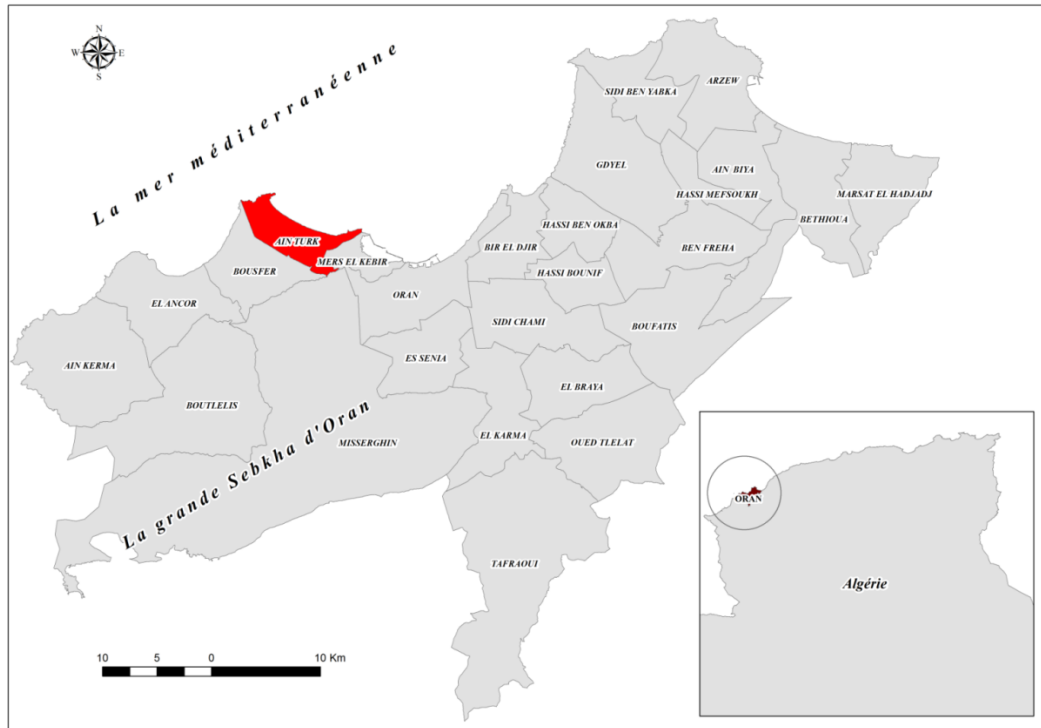 N
W E
S
La mer méditerranéenne
ARZEW
SIDI BEN YABKA
GDYEL
AIN BIYA
HASSI MEFSOUKH
MARSAT EL HADJADJ
BETHIOUA
HASSI BEN OKBA
BIR EL DJIR
BEN FREHA
AIN TURK
MERS EL KEBIR
BOUSFER
HASSI BOUNIF
ORAN
EL ANCOR
SIDI CHAMI
BOUFATIS
AIN KERMA
ES SENIA
EL BRAYA
BOUTLELIS
MISSERGHIN
EL KARMA
OUED TLELAT
La grande Sebkha d'Oran
TAFRAOUI
10 5 0 10 Km
ORAN
Algérie